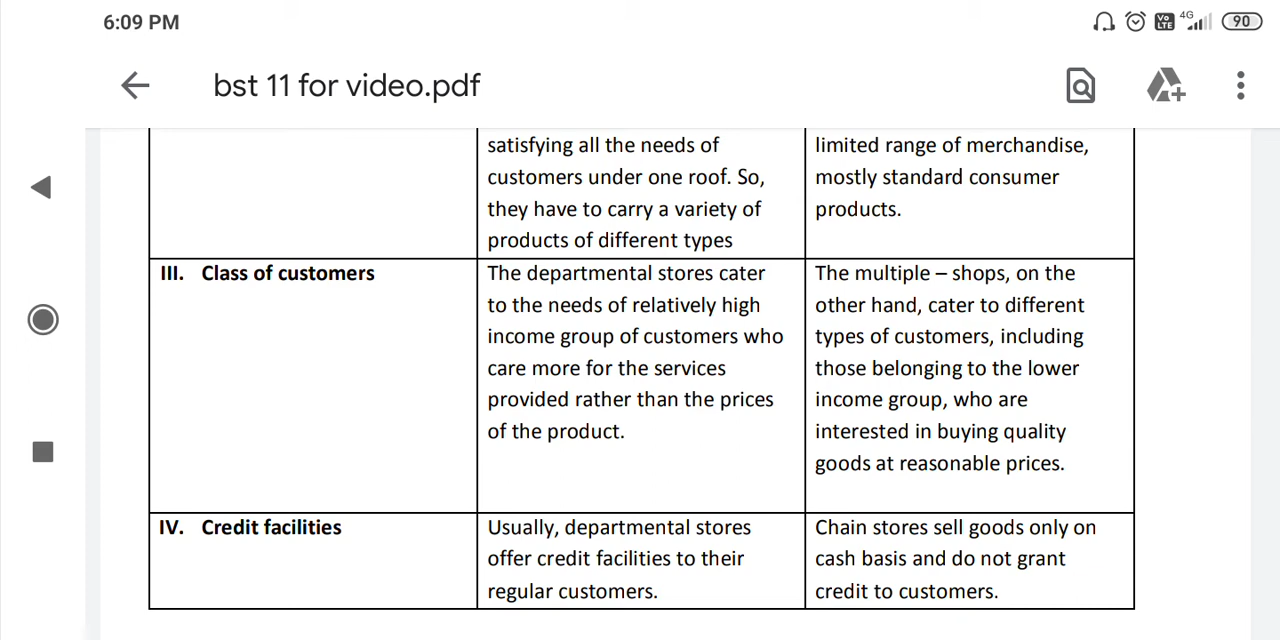 6:09 PM
Vo LTE 4G 90
bst 11 for video.pdf
satisfying all the needs of
customers under one roof. So,
they have to carry a variety of
products of different types
limited range of merchandise,
mostly standard consumer
products.
III. Class of customers
The departmental stores cater
to the needs of relatively high
income group of customers who
care more for the services
provided rather than the prices
of the product.
The multiple – shops, on the
other hand, cater to different
types of customers, including
those belonging to the lower
income group, who are
interested in buying quality
goods at reasonable prices.
IV. Credit facilities
Usually, departmental stores
offer credit facilities to their
regular customers.
Chain stores sell goods only on
cash basis and do not grant
credit to customers.